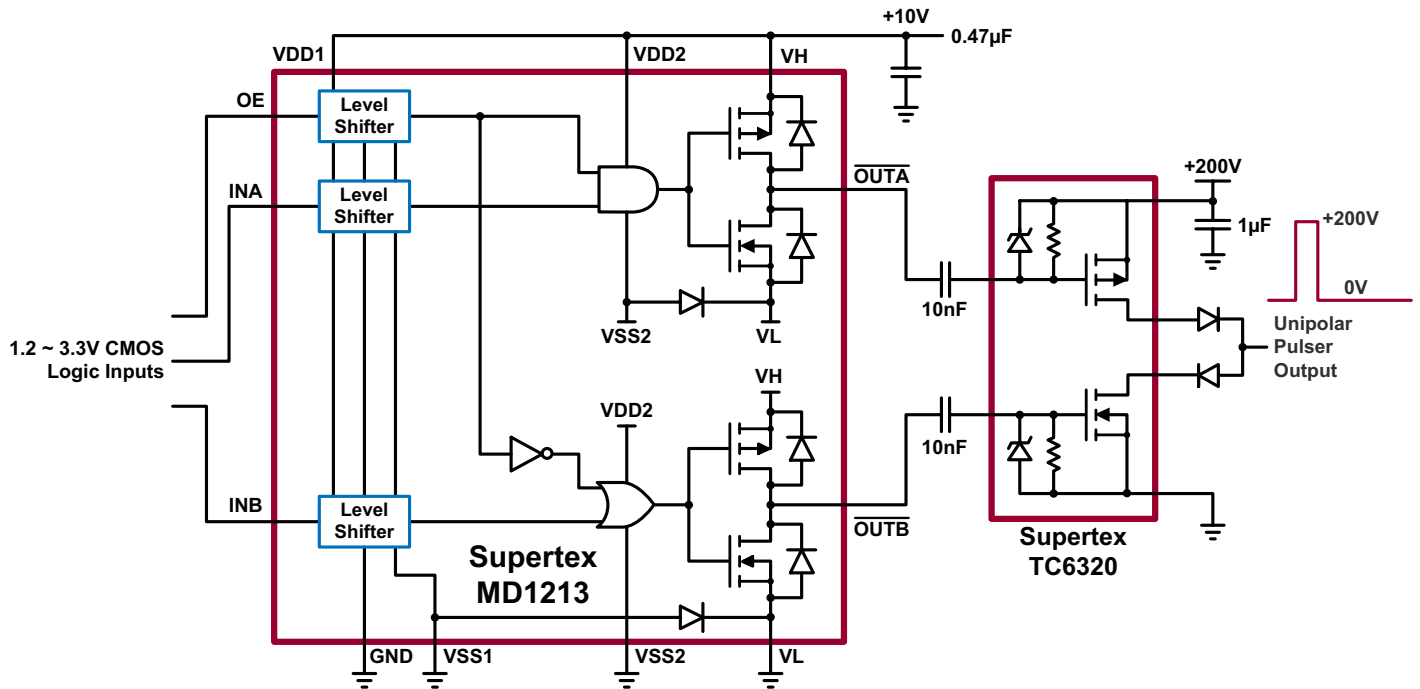 +10V
0.47µF
VDD1
VDD2
VH
OE
Level
Shifter
INA
Level
Shifter
OUTA
+200V
1µF
+200V
0V
10nF
VSS2
VL
Unipolar
Pulser
Output
1.2 ~ 3.3V CMOS
Logic Inputs
VH
VDD2
10nF
INB
Level
Shifter
OUTB
Supertex
MD1213
Supertex
TC6320
GND
VSS1
VSS2
VL